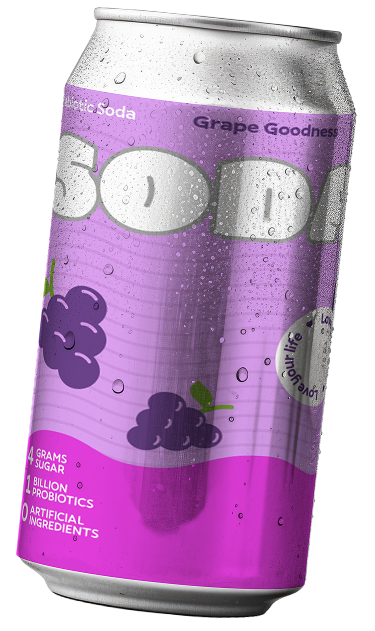 Soda
Grape Goodness
SODA
Love your life
4 GRAMS
SUGAR
1 BILLION
PROBIOTICS
0 ARTIFICIAL
INGREDIENTS